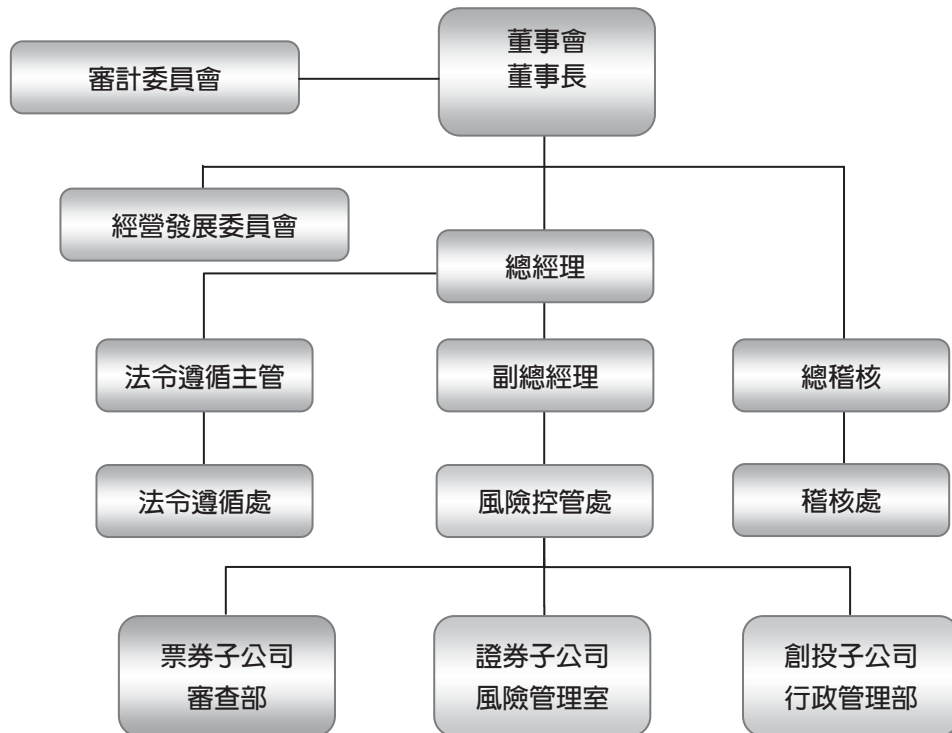 董事會
董事長
審計委員會
經營發展委員會
總經理
法令遵循主管
副總經理
總稽核
法令遵循處
風險控管處
稽核處
票券子公司
審查部
證券子公司
風險管理室
創投子公司
行政管理部